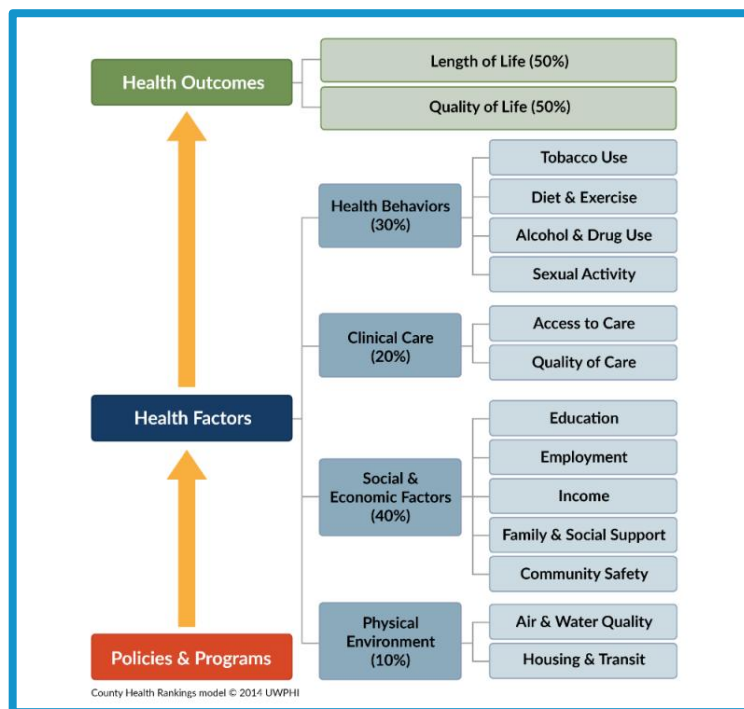 Health Outcomes
Length of Life (50%)
Quality of Life (50%)
Health Behaviors
(30%)
Tobacco Use
Diet & Exercise
Alcohol & Drug Use
Sexual Activity
Clinical Care
(20%)
Access to Care
Quality of Care
Health Factors
Social &
Economic Factors
(40%)
Education
Employment
Income
Family & Social Support
Community Safety
Physical
Environment
(10%)
Air & Water Quality
Housing & Transit
Policies & Programs
County Health Rankings model © 2014 UWPHI